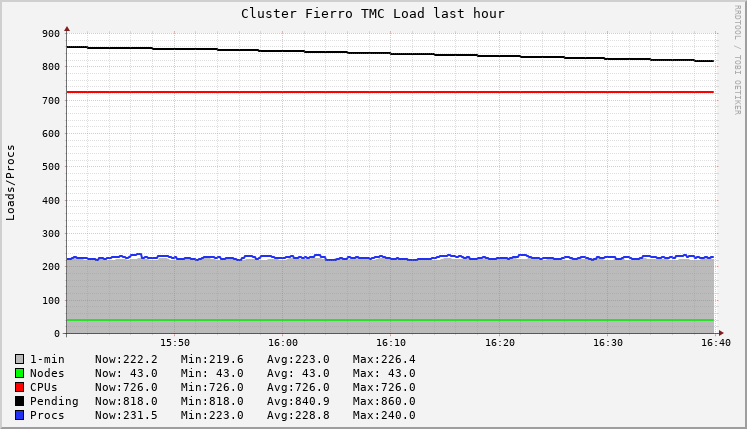 Cluster Fierro TMC Load last hour
RRDTOOL / TOBI OETIKER
Loads/Procs
900
800
700
600
500
400
300
200
100
0
15:50 16:00 16:10 16:20 16:30 16:40
1-min Now:222.2 Min:219.6 Avg:223.0 Max:226.4
Nodes Now: 43.0 Min: 43.0 Avg: 43.0 Max: 43.0
CPUs Now:726.0 Min:726.0 Avg:726.0 Max:726.0
Pending Now:818.0 Min:818.0 Avg:840.9 Max:860.0
Procs Now:231.5 Min:223.0 Avg:228.8 Max:240.0